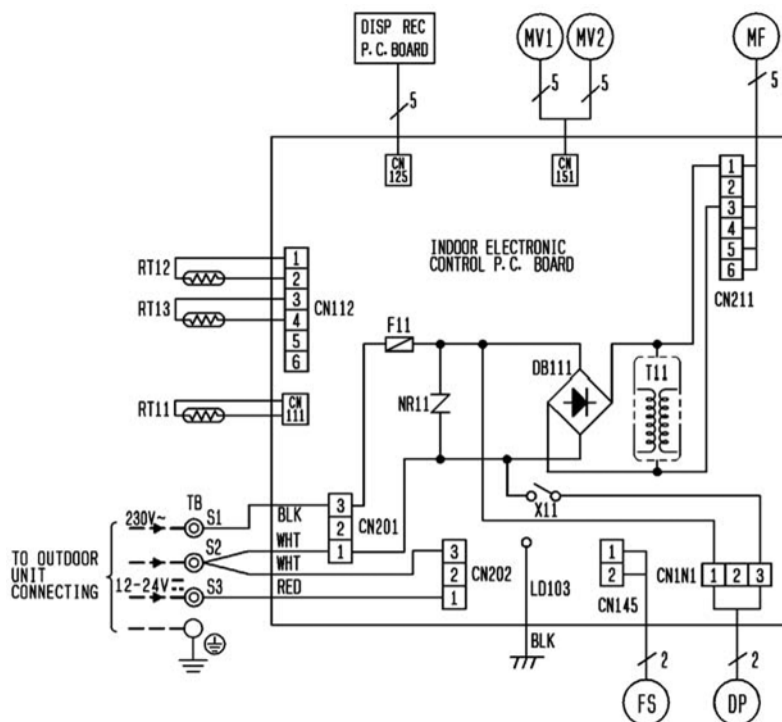 DISP REC
P.C.BOARD
MV1
MV2
MF
5
5
5
5
CN
125
CN
151
1
2
3
4
5
6
CN211
INDOOR ELECTRONIC
CONTROL P.C. BOARD
RT12
RT13
1
2
3
4
5
6
CN112
F11
DB111
T11
NR11
RT11
CN
111
X11
230V~
TB
S1
BLK
3
2
1
CN201
S2
WHT
WHT
TO OUTDOOR
UNIT
CONNECTING
12-24V
S3
RED
3
2
1
CN202
LD103
BLK
1
2
CN145
CN1N1
1
2
3
2
2
FS
DP